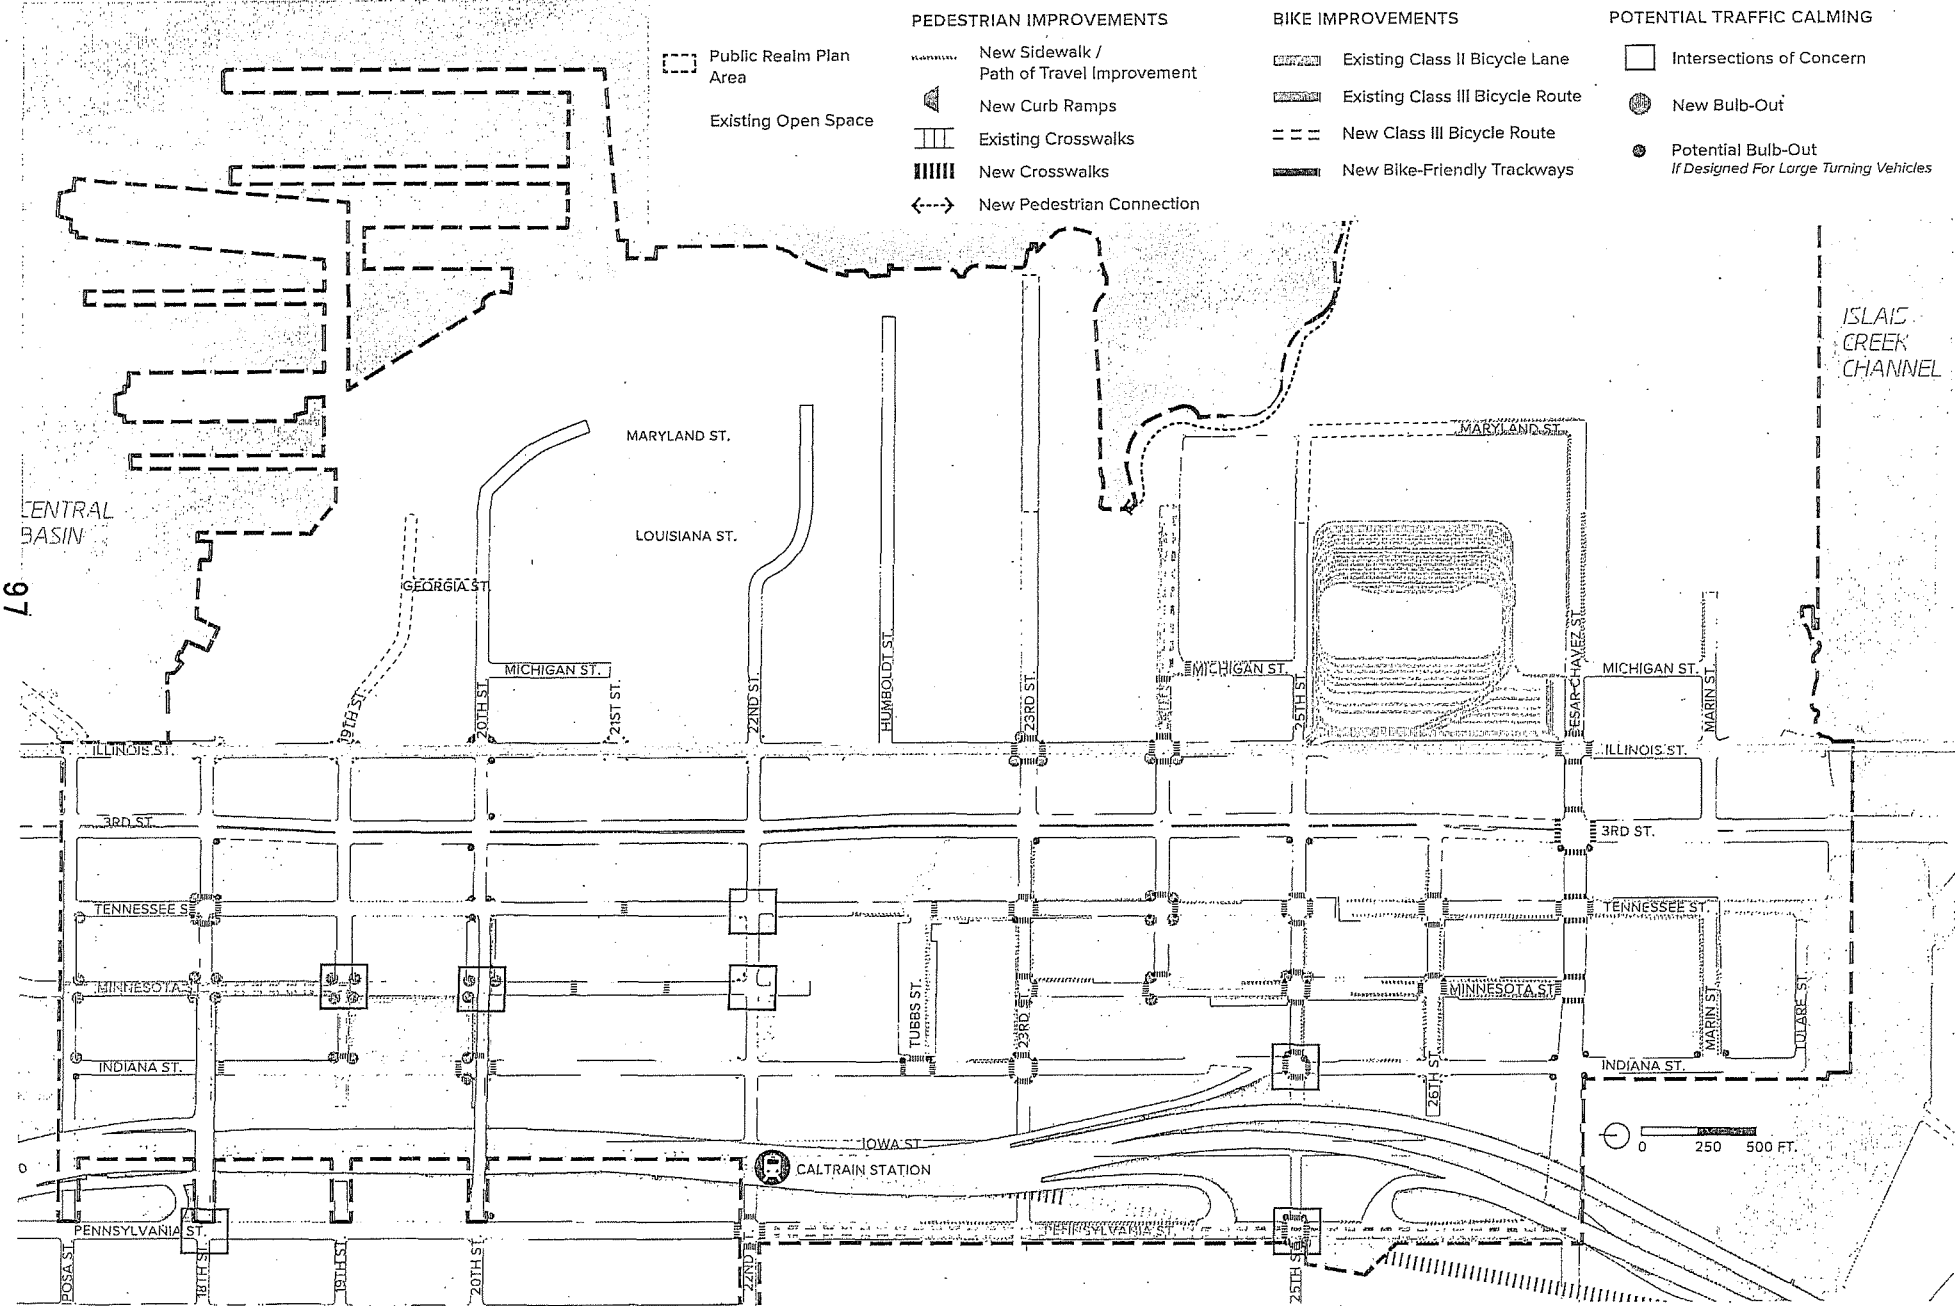 Public Realm Plan
Area
Existing Open Space
PEDESTRIAN IMPROVEMENTS
New Sidewalk /
Path of Travel Improvement
New Curb Ramps
Existing Crosswalks
New Crosswalks
New Pedestrian Connection
BIKE IMPROVEMENTS
Existing Class II Bicycle Lane
Existing Class III Bicycle Route
New Class III Bicycle Route
New Bike-Friendly Trackways
POTENTIAL TRAFFIC CALMING
Intersections of Concern
New Bulb-Out
Potential Bulb-Out
If Designed For Large Turning Vehicles
ISLAIS
CREEK
CHANNEL
CENTRAL
BASIN
97
MARYLAND ST.
MARYLAND ST.
LOUISIANA ST.
GEORGIA ST.
MICHIGAN ST.
MICHIGAN ST.
MICHIGAN ST.
19TH ST.
20TH ST.
21ST ST.
22ND ST.
HUMBOLDT ST.
23RD ST.
25TH ST.
CESAR CHAVEZ ST.
MARIN ST.
ILLINOIS ST.
ILLINOIS ST.
3RD ST.
3RD ST.
TENNESSEE S
TENNESSEE ST.
MINNESOTA
MINNESOTA ST
TUBBS ST.
23RD
MARIN ST.
TULARE ST.
INDIANA ST.
26TH ST.
INDIANA ST.
IOWA ST.
CALTRAIN STATION
0 250 500 FT.
PENNSYLVANIA ST.
PENNSYLVANIA ST.
POSA ST.
18TH ST.
19TH ST.
20TH ST.
22ND T.
25TH S